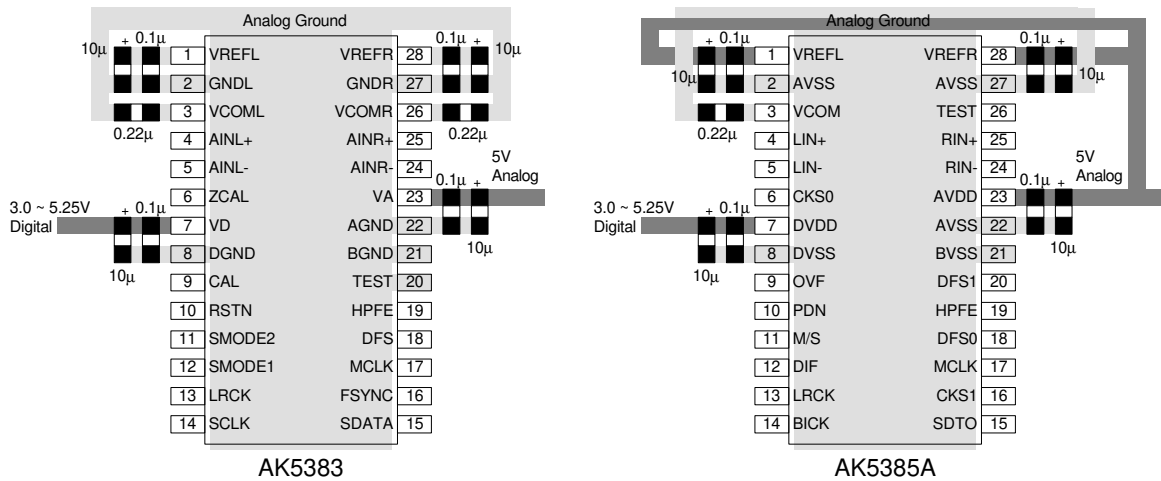 Analog Ground
10μ + 0.1μ
0.1μ + 10μ
1 VREFL VREFR 28
2 GNDL GNDR 27
3 VCOML VCOMR 26
0.22μ
0.22μ
4 AINL+ AINR+ 25
5 AINL- AINR- 24
5V
Analog
0.1μ +
6 ZCAL VA 23
3.0 ~ 5.25V
Digital
+ 0.1μ
7 VD AGND 22
10μ
8 DGND BGND 21
10μ
9 CAL TEST 20
10 RSTN HPFE 19
11 SMODE2 DFS 18
12 SMODE1 MCLK 17
13 LRCK FSYNC 16
14 SCLK SDATA 15
AK5383
Analog Ground
+ 0.1μ
0.1μ +
10μ
10μ
1 VREFL VREFR 28
2 AVSS AVSS 27
3 VCOM TEST 26
0.22μ
4 LIN+ RIN+ 25
5 LIN- RIN- 24
5V
Analog
0.1μ +
6 CKS0 AVDD 23
3.0 ~ 5.25V
Digital
+ 0.1μ
7 DVDD AVSS 22
10μ
8 DVSS BVSS 21
10μ
9 OVF DFS1 20
10 PDN HPFE 19
11 M/S DFS0 18
12 DIF MCLK 17
13 LRCK CKS1 16
14 BICK SDTO 15
AK5385A